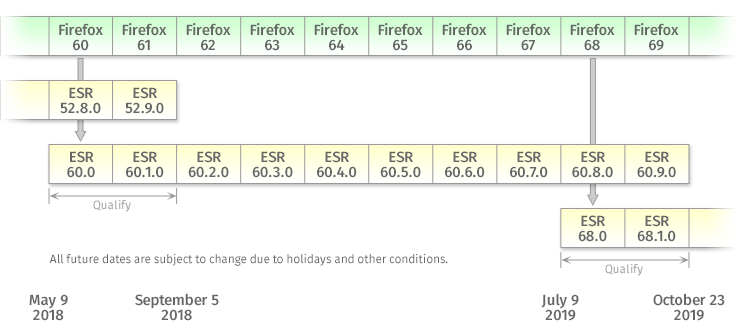 Firefox Firefox Firefox Firefox Firefox Firefox Firefox Firefox Firefox Firefox
60 61 62 63 64 65 66 67 68 69
ESR ESR
52.8.0 52.9.0
ESR ESR ESR ESR ESR ESR ESR ESR ESR ESR
60.0 60.1.0 60.2.0 60.3.0 60.4.0 60.5.0 60.6.0 60.7.0 60.8.0 60.9.0
Qualify
ESR ESR
68.0 68.1.0
All future dates are subject to change due to holidays and other conditions.
Qualify
May 9 September 5 July 9 October 23
2018 2018 2019 2019